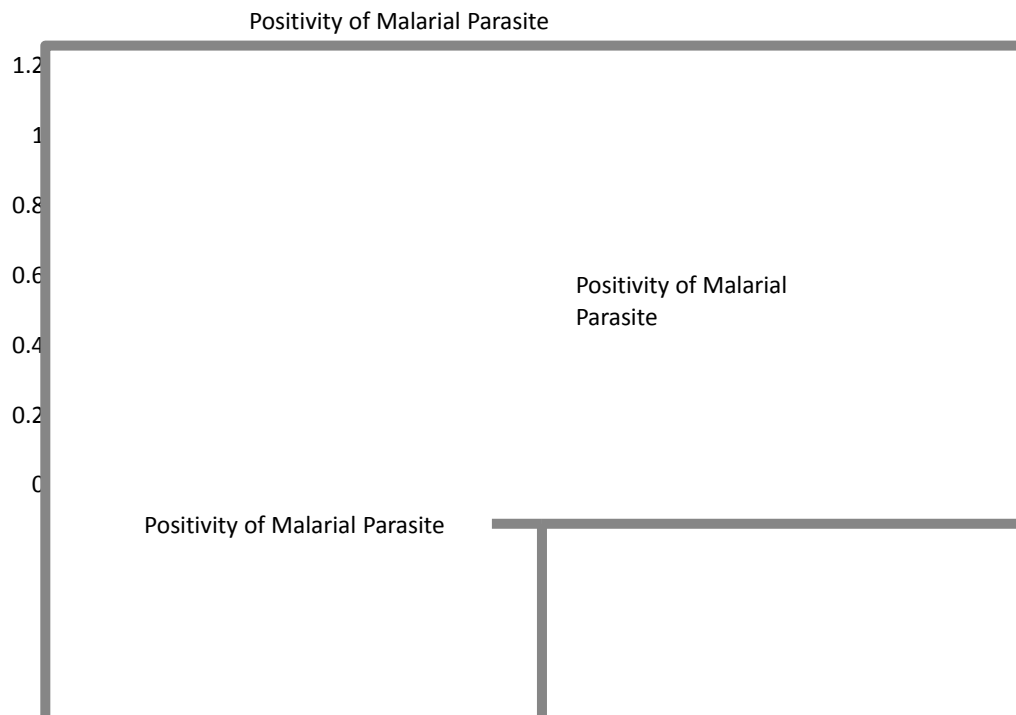 Positivity of Malarial Parasite
1.2
1
0.8
0.6
0.4
0.2
0
Positivity of Malarial
Parasite
Positivity of Malarial Parasite